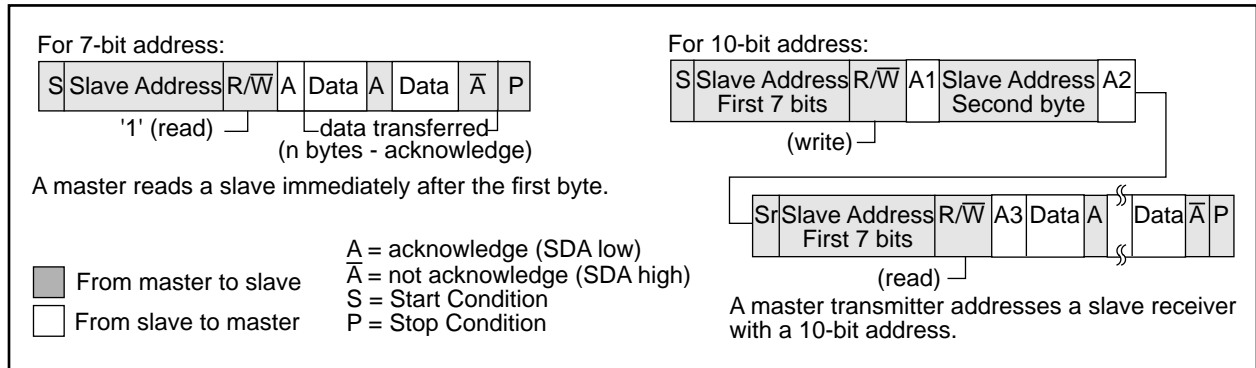 For 7-bit address:
S Slave Address R/W̅ A Data A Data A̅ P
'1' (read)
data transferred
(n bytes - acknowledge)
A master reads a slave immediately after the first byte.
From master to slave
From slave to master
A = acknowledge (SDA low)
A̅ = not acknowledge (SDA high)
S = Start Condition
P = Stop Condition
For 10-bit address:
S Slave Address First 7 bits R/W̅ A1 Slave Address Second byte A2
(write)
Sr Slave Address First 7 bits R/W̅ A3 Data A Data A̅ P
(read)
A master transmitter addresses a slave receiver
with a 10-bit address.